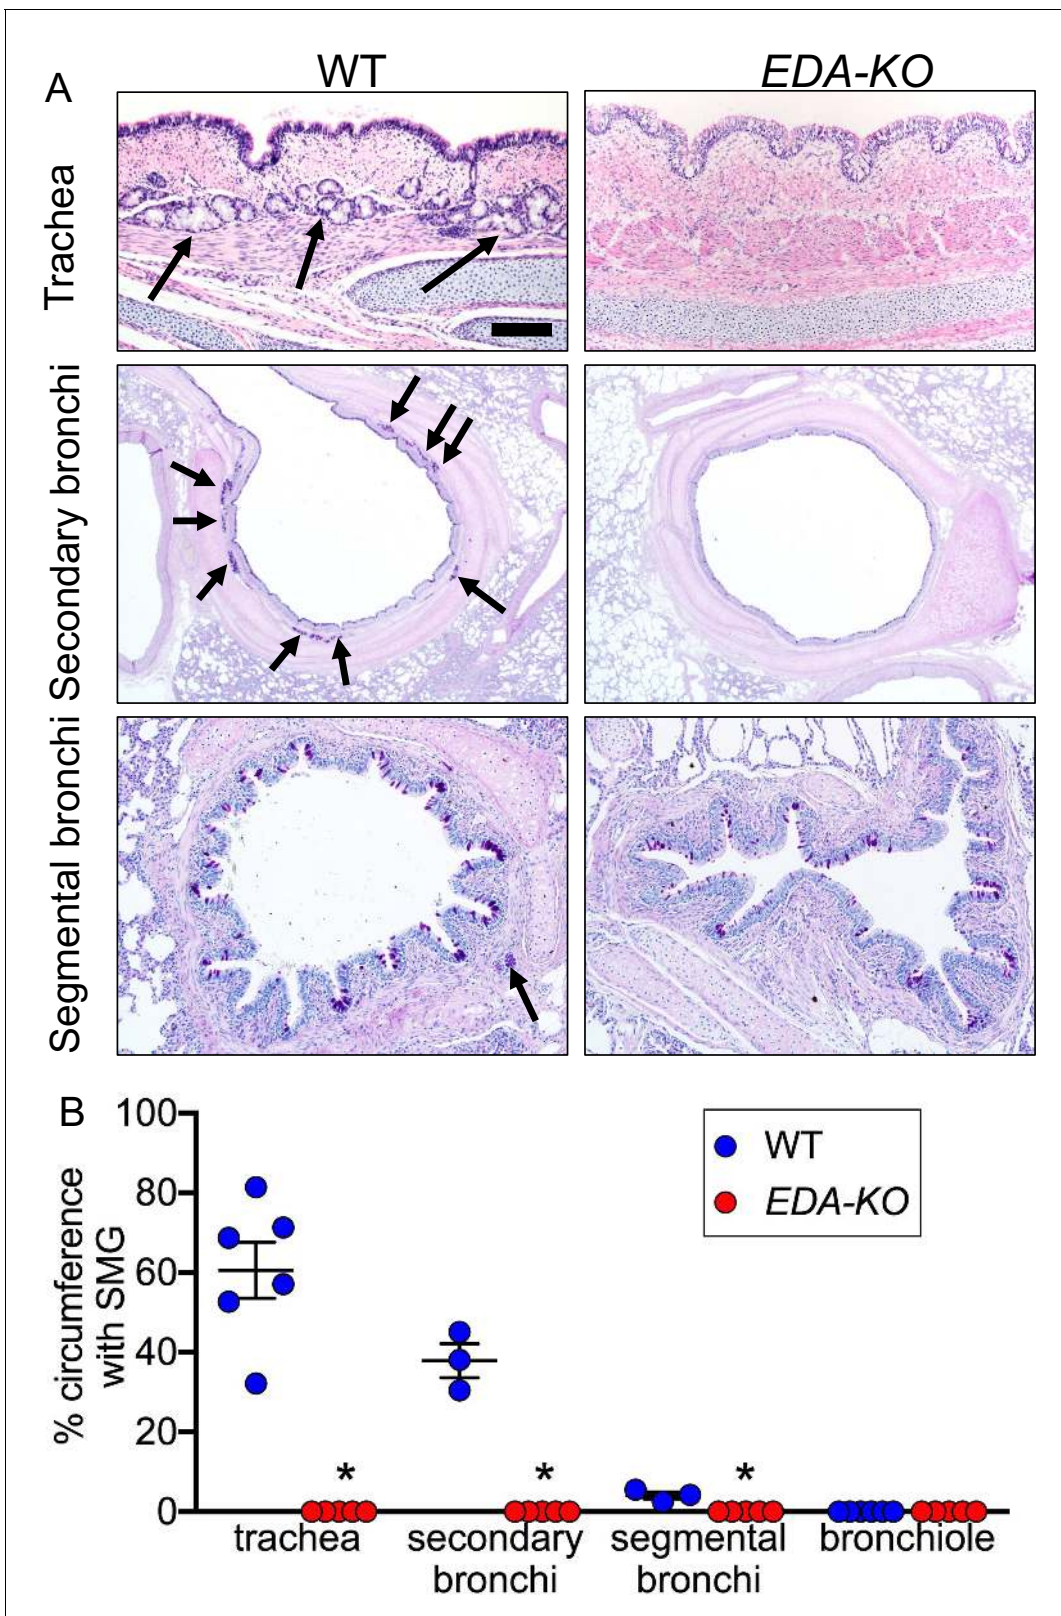 WT
EDA-KO
A
Trachea
Secondary bronchi
Segmental bronchi
B
% circumference
with SMG
100
80
60
40
20
0
WT
EDA-KO
*
*
*
trachea
secondary
bronchi
segmental
bronchi
bronchiole